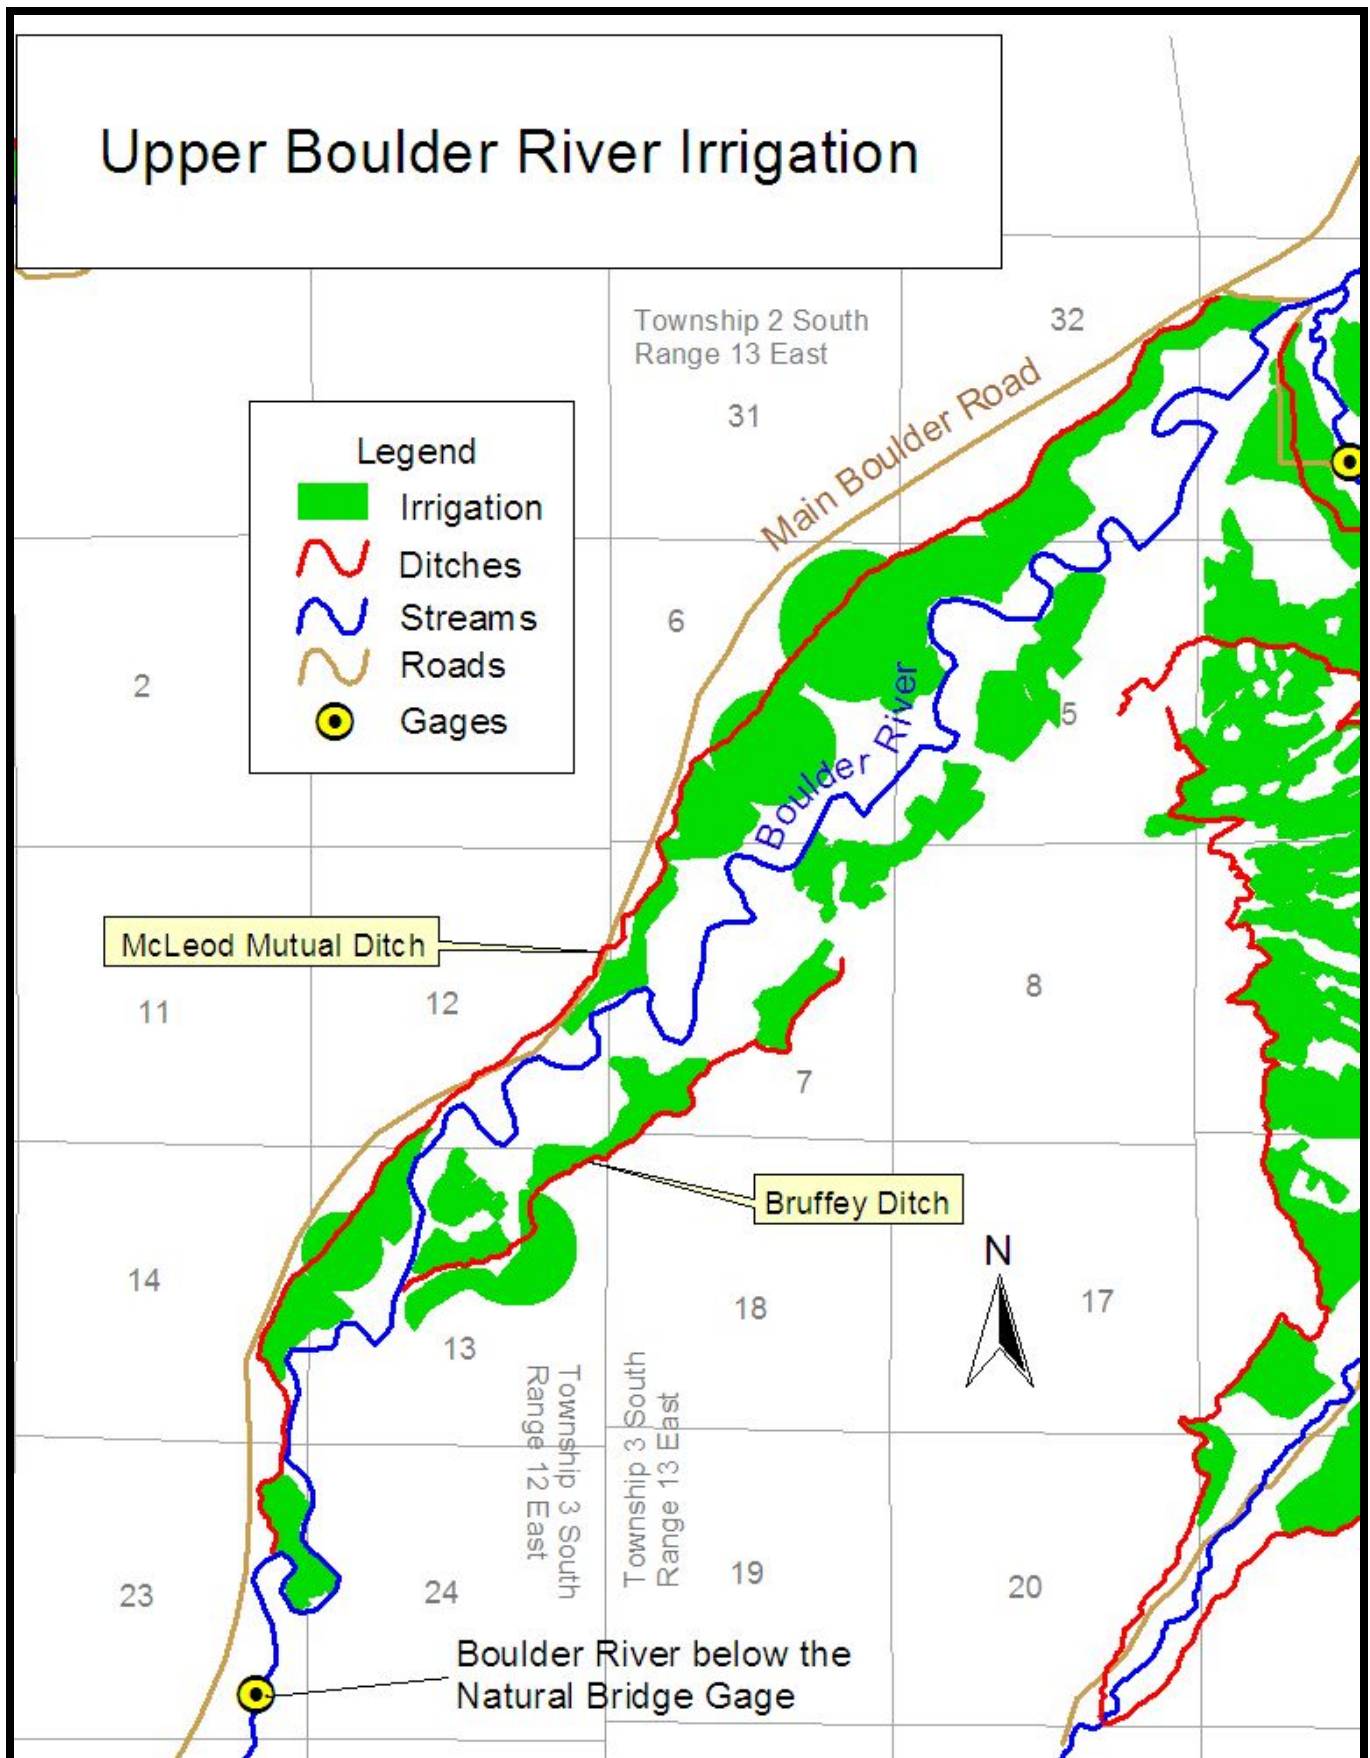 Upper Boulder River Irrigation
Township 2 South
Range 13 East
32
31
Main Boulder Road
Legend
Irrigation
Ditches
Streams
Roads
Gages
6
2
5
Boulder River
McLeod Mutual Ditch
11
12
8
7
Bruffey Ditch
N
14
18
17
13
Township 3 South
Range 12 East
Township 3 South
Range 13 East
23
24
19
20
Boulder River below the
Natural Bridge Gage